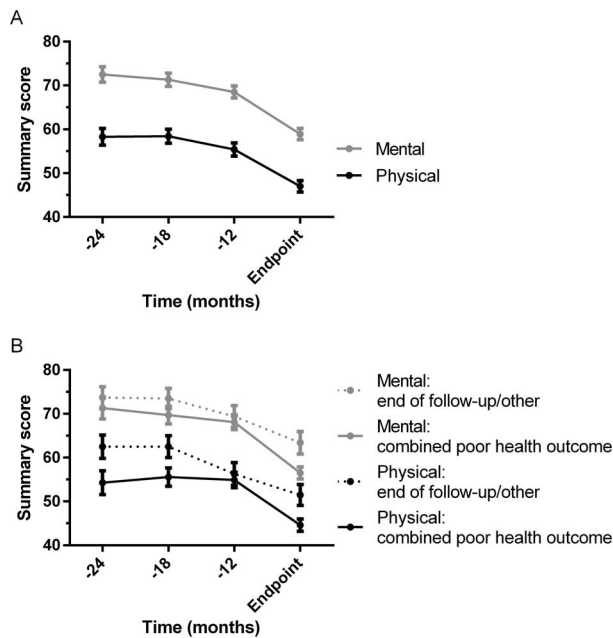 A
80
70
60
50
40
Summary score
-24
-18
-12
Endpoint
Time (months)
Mental
Physical
B
80
70
60
50
40
Summary score
-24
-18
-12
Endpoint
Time (months)
Mental:
end of follow-up/other
Mental:
combined poor health outcome
Physical:
end of follow-up/other
Physical:
combined poor health outcome